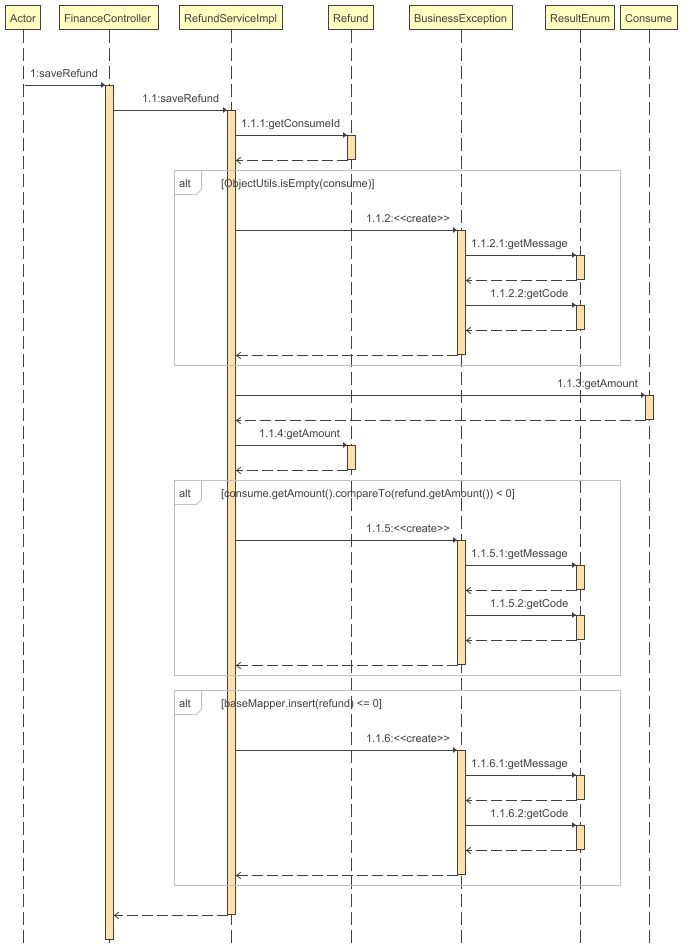 Actor FinanceController RefundServiceImpl Refund BusinessException ResultEnum Consume
1:saveRefund
1.1:saveRefund
1.1.1:getConsumeId
alt [ObjectUtils.isEmpty(consume)]
1.1.2:<<create>>
1.1.2.1:getMessage
1.1.2.2:getCode
1.1.3:getAmount
1.1.4:getAmount
alt [consume.getAmount().compareTo(refund.getAmount()) < 0]
1.1.5:<<create>>
1.1.5.1:getMessage
1.1.5.2:getCode
alt [baseMapper.insert(refund) <= 0]
1.1.6:<<create>>
1.1.6.1:getMessage
1.1.6.2:getCode